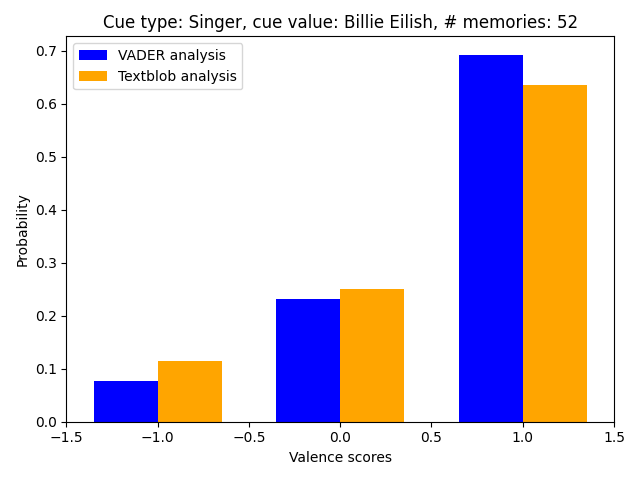 Cue type: Singer, cue value: Billie Eilish, # memories: 52
VADER analysis
Textblob analysis
0.7
0.6
0.5
0.4
0.3
0.2
0.1
0.0
Probability
−1.5 −1.0 −0.5 0.0 0.5 1.0 1.5
Valence scores